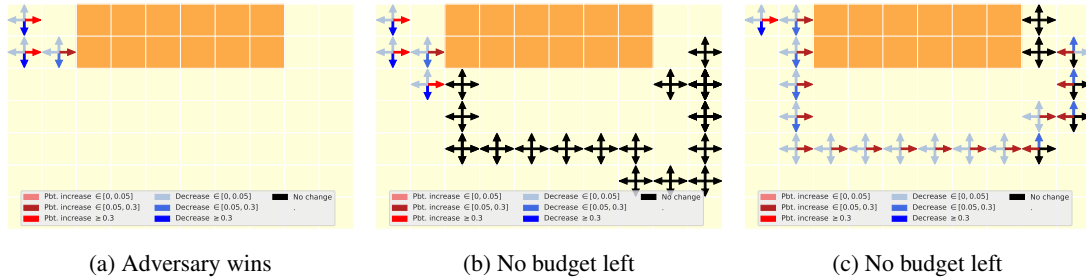 Pbt. increase ∈[0, 0.05] Decrease ∈[0, 0.05] No change
Pbt. increase ∈[0.05, 0.3] Decrease ∈[0.05, 0.3] .
Pbt. increase ≥0.3 Decrease ≥0.3
Pbt. increase ∈[0, 0.05] Decrease ∈[0, 0.05] No change
Pbt. increase ∈[0.05, 0.3] Decrease ∈[0.05, 0.3] .
Pbt. increase ≥0.3 Decrease ≥0.3
Pbt. increase ∈[0, 0.05] Decrease ∈[0, 0.05] No change
Pbt. increase ∈[0.05, 0.3] Decrease ∈[0.05, 0.3] .
Pbt. increase ≥0.3 Decrease ≥0.3
(a) Adversary wins
(b) No budget left
(c) No budget left